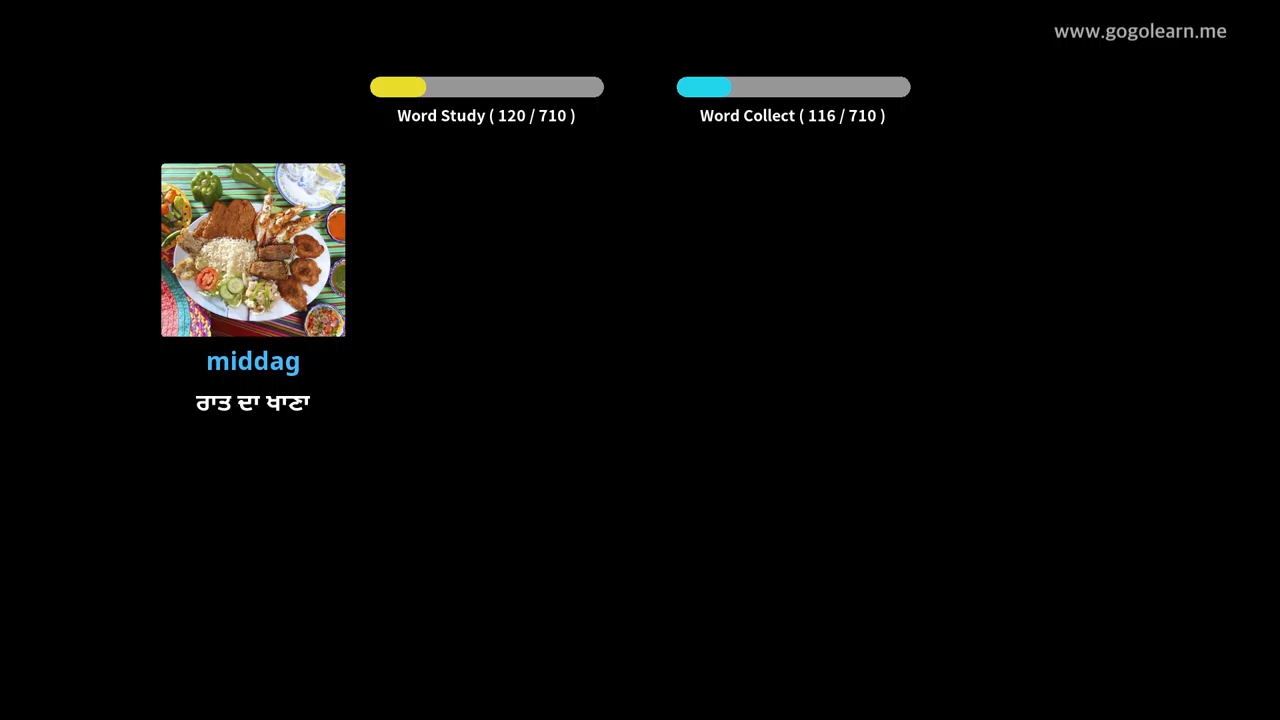 www.gogolearn.me
Word Study ( 120 / 710 )
Word Collect ( 116 / 710 )
middag
ਰਾਤ ਦਾ ਖਾਣਾ